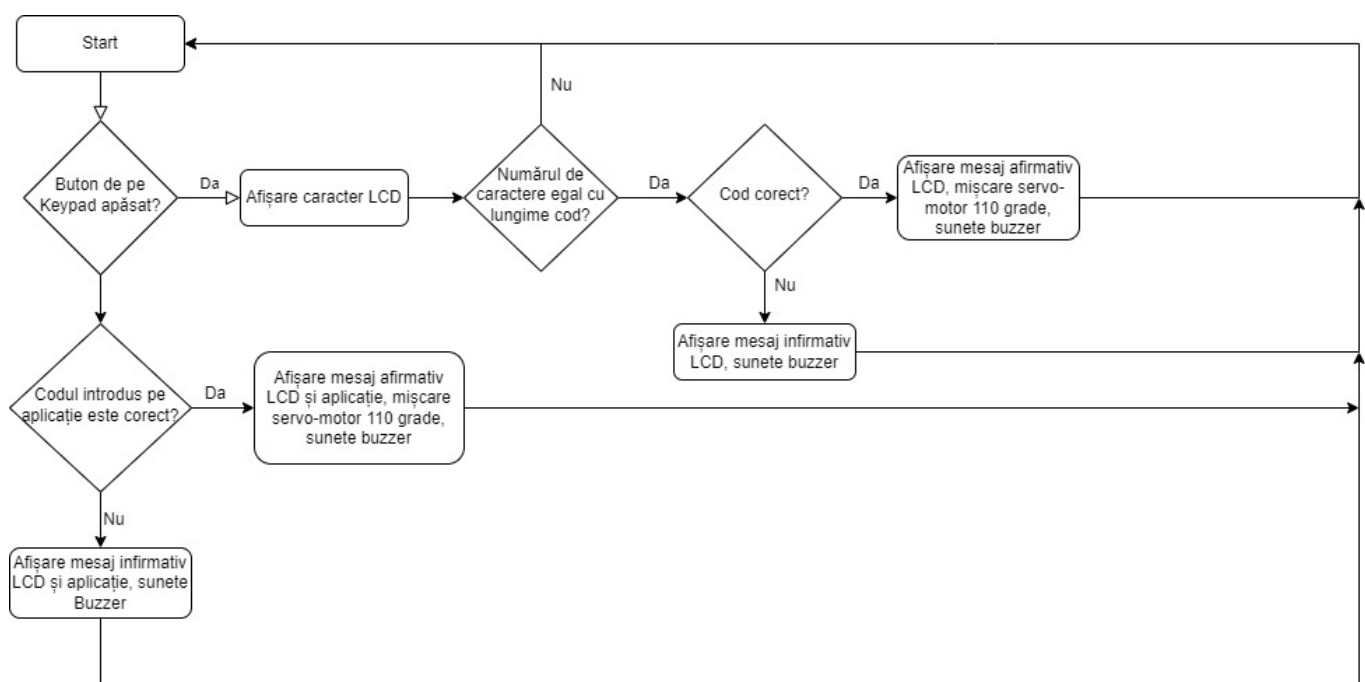 Start
Nu
Buton de pe
Keypad apăsat?
Da
Afișare caracter LCD
Numărul de
caractere egal cu
lungime cod?
Da
Cod corect?
Da
Afișare mesaj afirmativ
LCD, mișcare servo-
motor 110 grade,
sunete buzzer
Nu
Afișare mesaj infirmativ
LCD, sunete buzzer
Codul introdus pe
aplicație este corect?
Da
Afișare mesaj afirmativ
LCD și aplicație, mișcare
servo-motor 110 grade,
sunete buzzer
Nu
Afișare mesaj infirmativ
LCD și aplicație, sunete
Buzzer